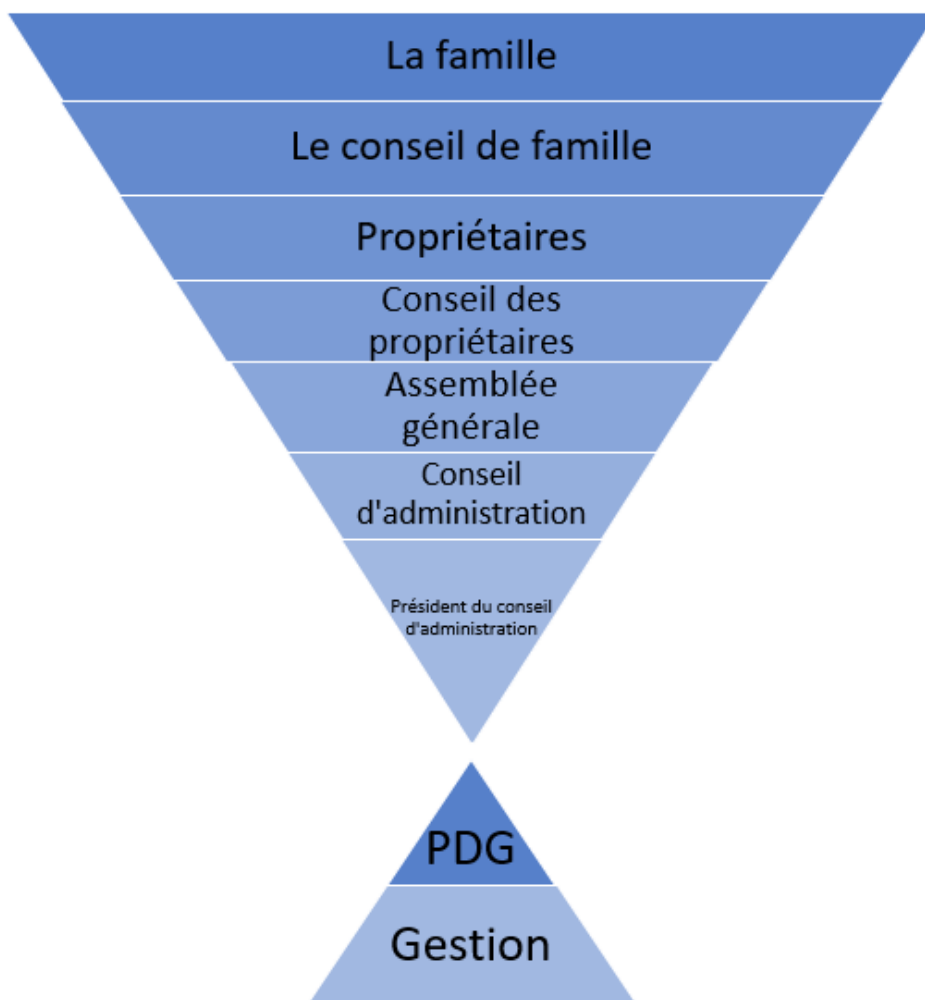 La famille
Le conseil de famille
Propriétaires
Conseil des
propriétaires
Assemblée
générale
Conseil
d'administration
Président du conseil
d'administration
PDG
Gestion